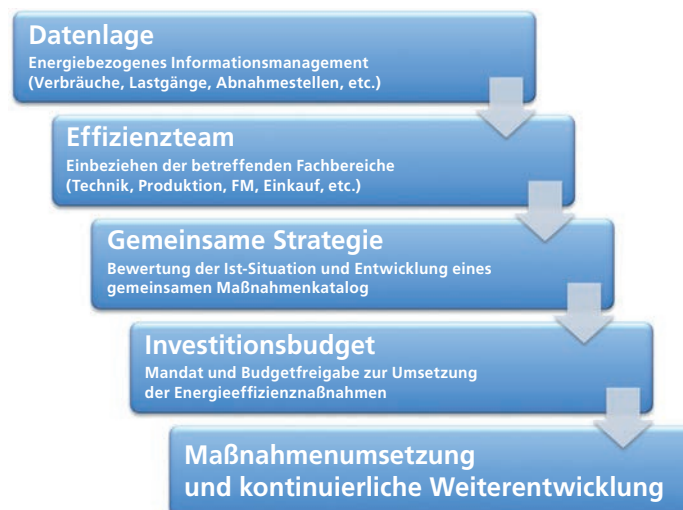 Datenlage
Energiebezogenes Informationsmanagement
(Verbräuche, Lastgänge, Abnahmestellen, etc.)
Effizienzteam
Einbeziehen der betreffenden Fachbereiche
(Technik, Produktion, FM, Einkauf, etc.)
Gemeinsame Strategie
Bewertung der Ist-Situation und Entwicklung eines
gemeinsamen Maßnahmenkatalog
Investitionsbudget
Mandat und Budgetfreigabe zur Umsetzung
der Energieeffizienznaßnahmen
Maßnahmenumsetzung
und kontinuierliche Weiterentwicklung